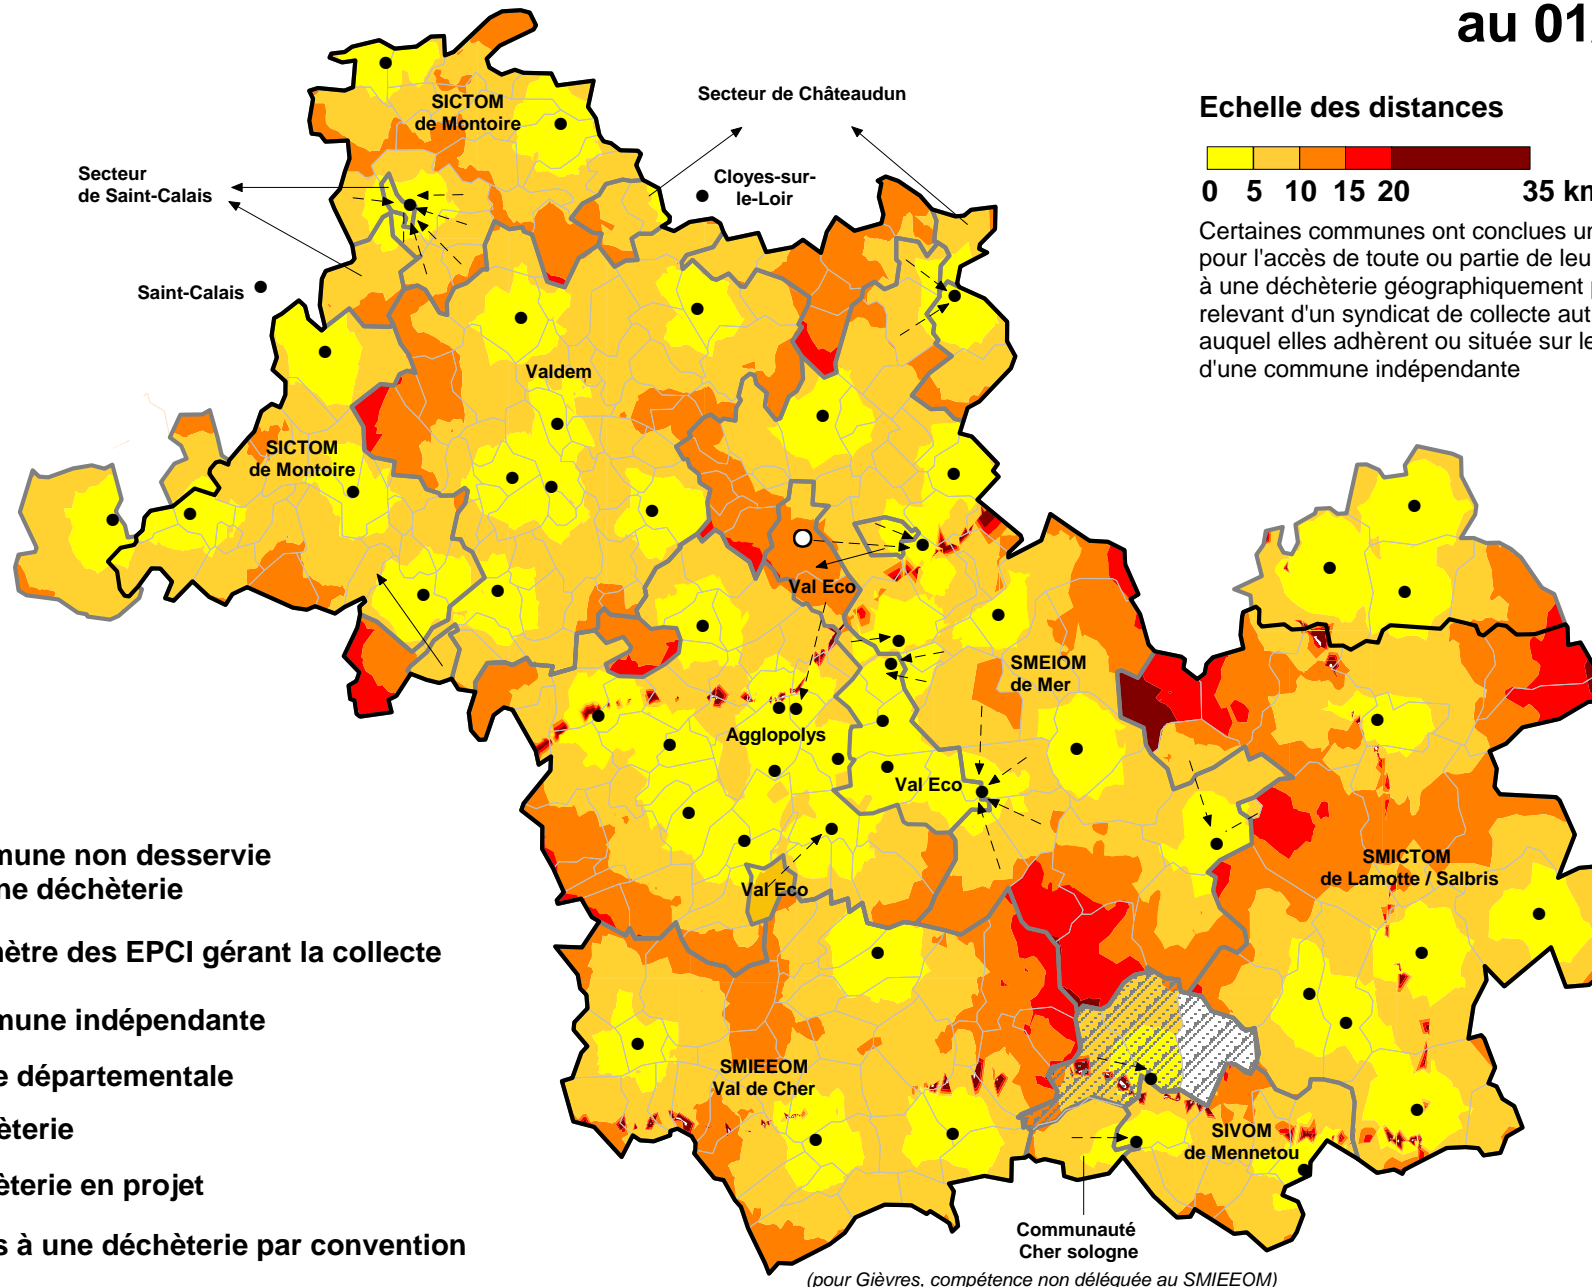 au 01
Echelle des distances
0 5 10 15 20 35 km
Certaines communes ont conclues un
pour l'accès de toute ou partie de leu
à une déchèterie géographiquement p
relevant d'un syndicat de collecte aut
auquel elles adhèrent ou située sur le
d'une commune indépendante
SICTOM
de Montoire
Secteur de Châteaudun
Secteur
de Saint-Calais
Cloyes-sur-
le-Loir
Saint-Calais
Valdem
SICTOM
de Montoire
Val Eco
SMEIOM
de Mer
Agglopolys
Val Eco
Val Eco
SMICTOM
de Lamotte / Salbris
SMIEEOM
Val de Cher
SIVOM
de Mennetou
Communauté
Cher sologne
(pour Gièvres, compétence non déléguée au SMIEEOM)
mune non desservie
ne déchèterie
nètre des EPCI gérant la collecte
mune indépendante
e départementale
èterie
èterie en projet
s à une déchèterie par convention